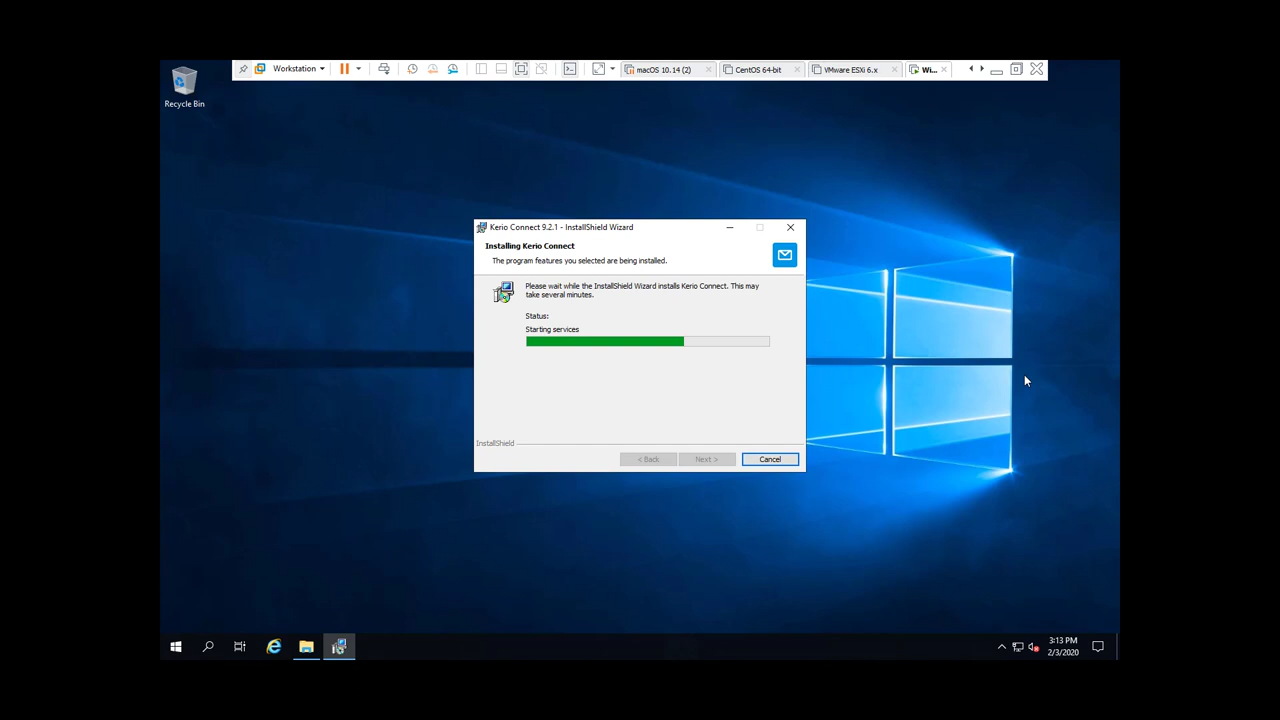 Workstation
macOS 10.14 (2)
CentOS 64-bit
VMware ESXi 6.x
Wi...
Recycle Bin
Kerio Connect 9.2.1 - InstallShield Wizard
Installing Kerio Connect
The program features you selected are being installed.
Please wait while the InstallShield Wizard installs Kerio Connect. This may
take several minutes.
Status:
Starting services
InstallShield
< Back
Next >
Cancel
3:13 PM
2/3/2020